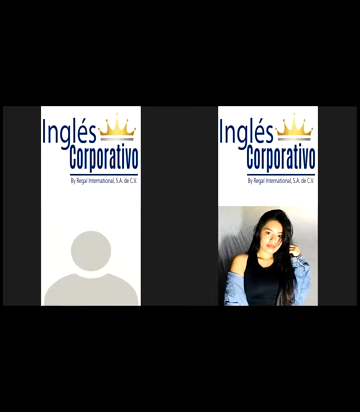 Inglés
Corporativo
By Regal International, S.A. de C.V.
Inglés
Corporativo
By Regal International, S.A. de C.V.